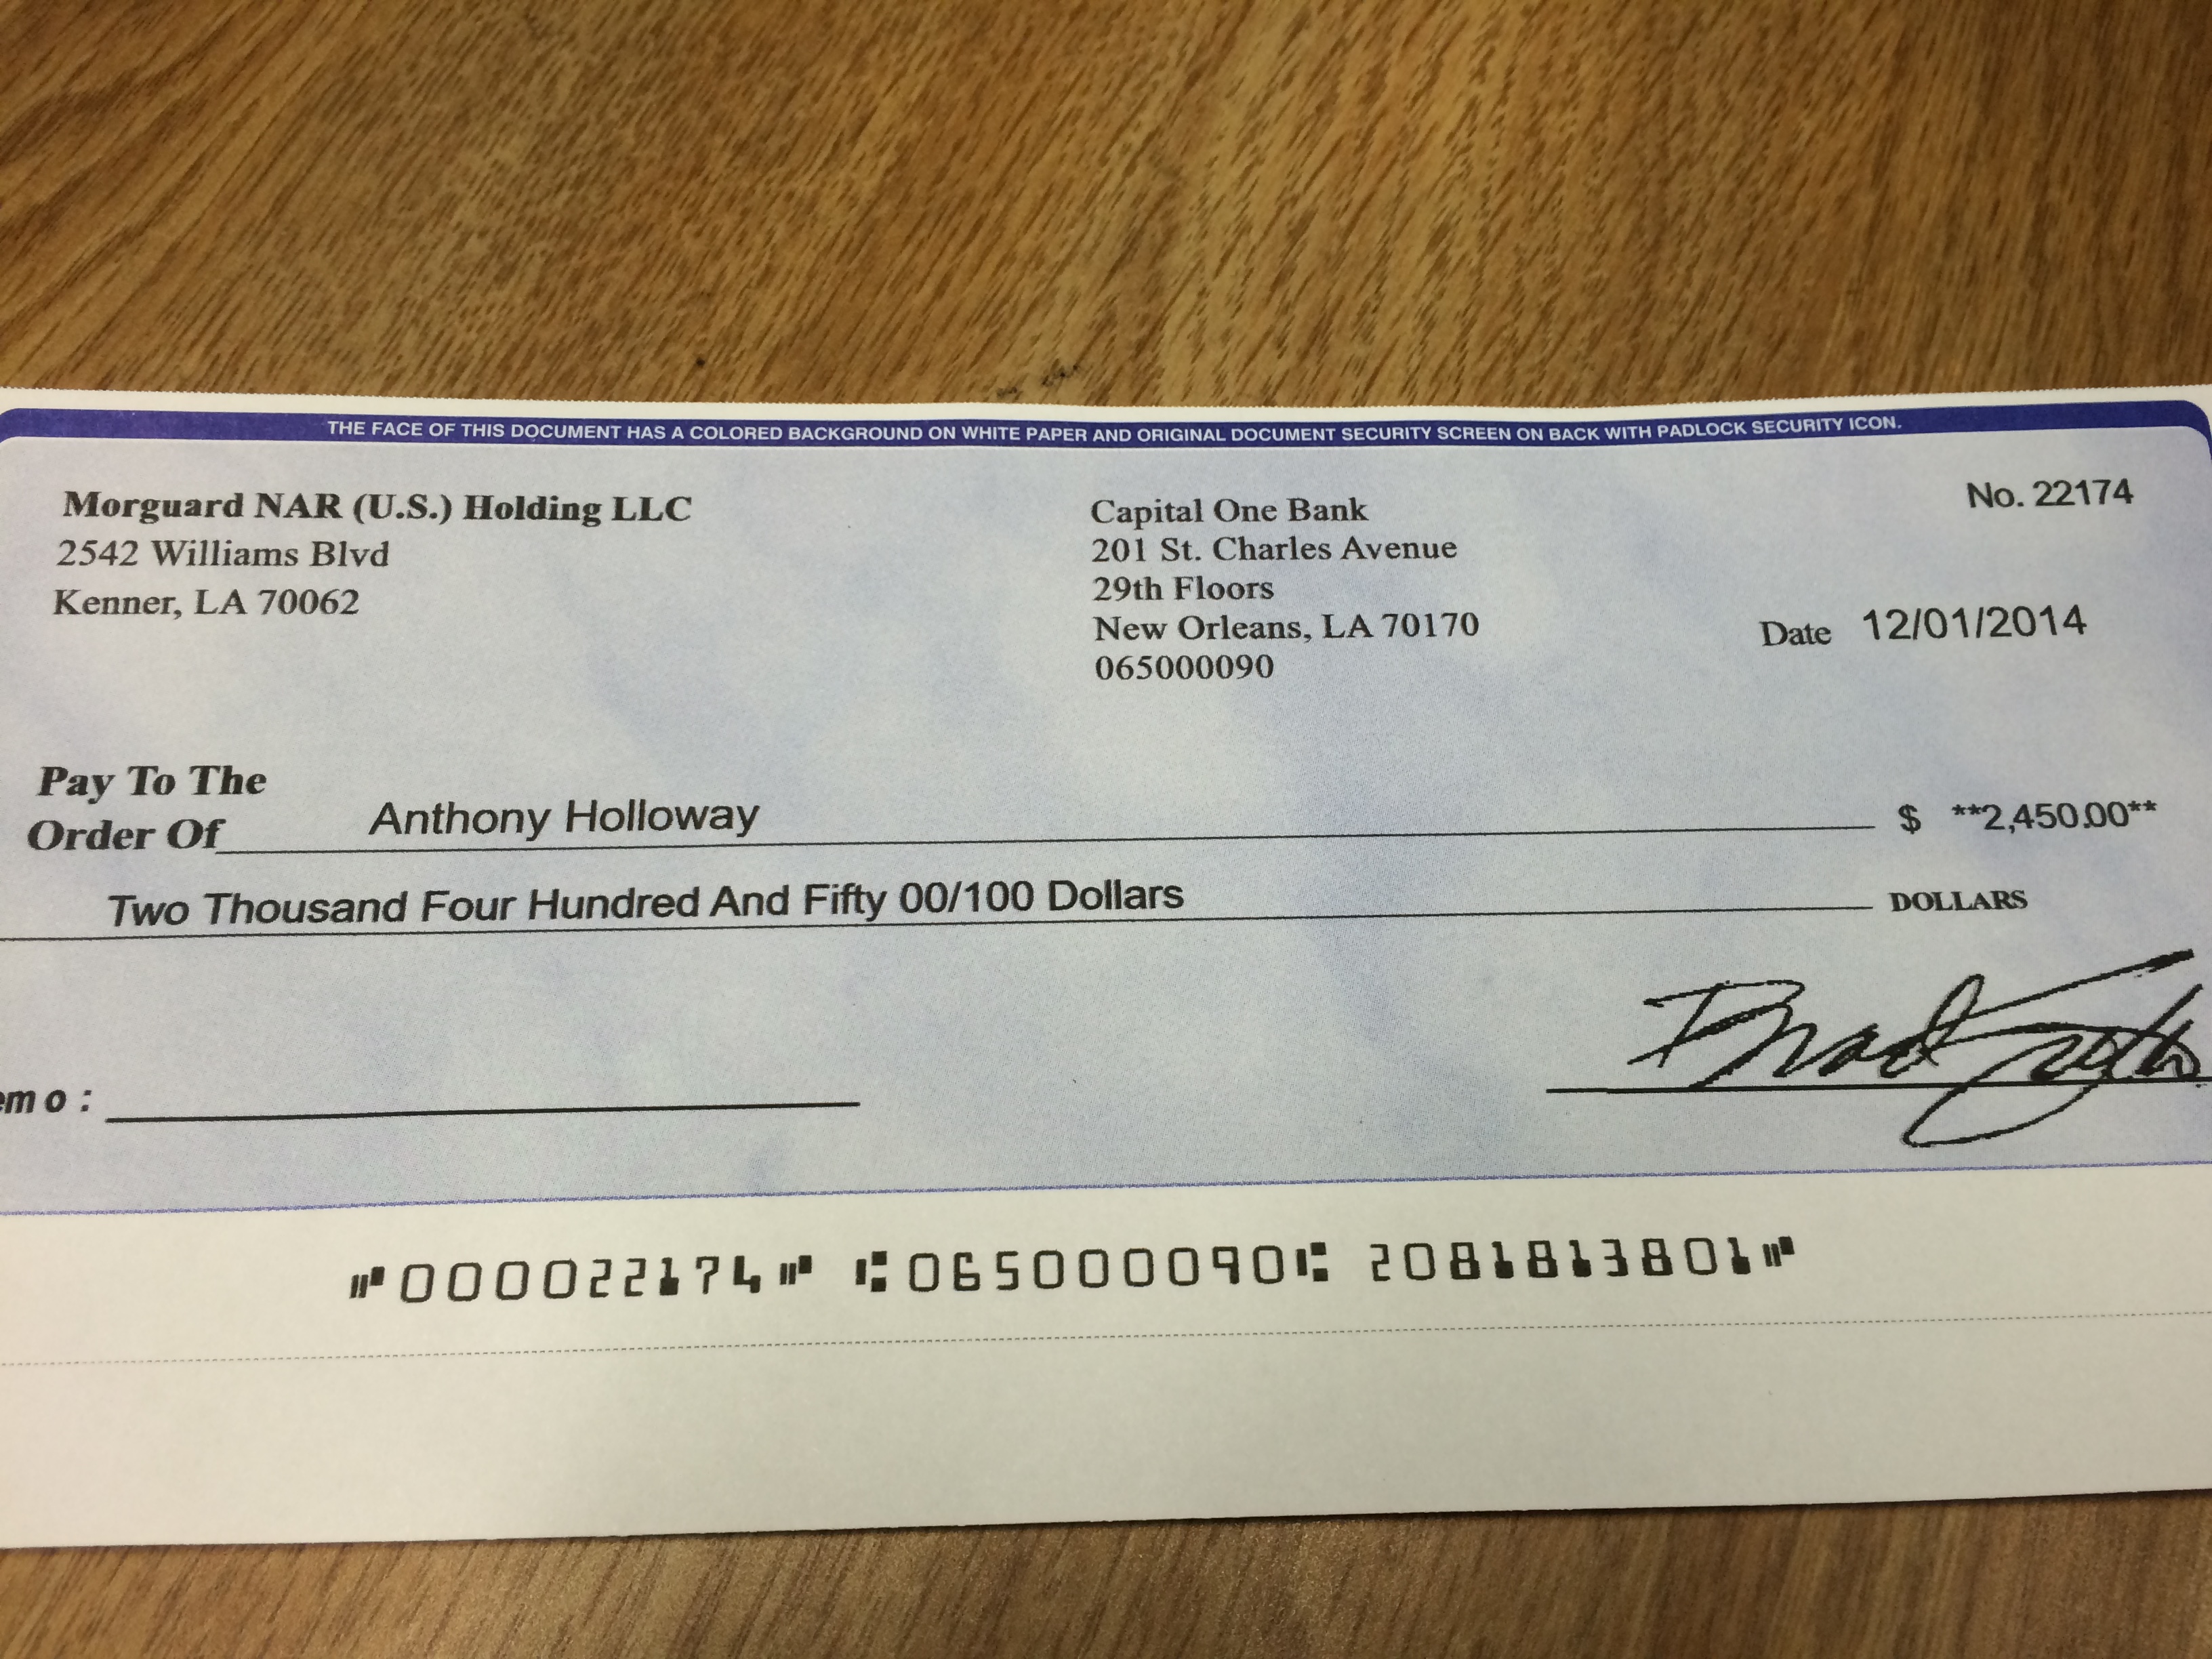 THE FACE OF THIS DOCUMENT HAS A COLORED BACKGROUND ON WHITE PAPER AND ORIGINAL DOCUMENT SECURITY SCREEN ON BACK WITH PADLOCK SECURITY ICON.
Morguard NAR (U.S.) Holding LLC
2542 Williams Blvd
Kenner, LA 70062
Capital One Bank
201 St. Charles Avenue
29th Floors
New Orleans, LA 70170
065000090
No. 22174
Date 12/01/2014
Pay To The
Order Of Anthony Holloway $ **2,450.00**
Two Thousand Four Hundred And Fifty 00/100 Dollars DOLLARS
emo:
⑈000022174⑈ ⑆065000090⑆ 2081813801⑈